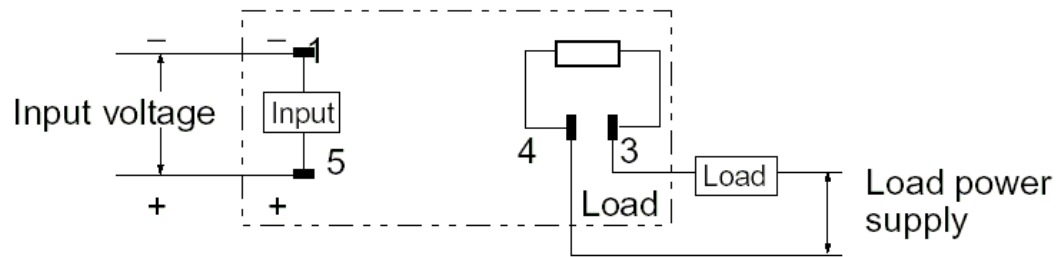 – – 1
Input voltage
Input
5
+ +
4 3
Load
Load
Load power
supply